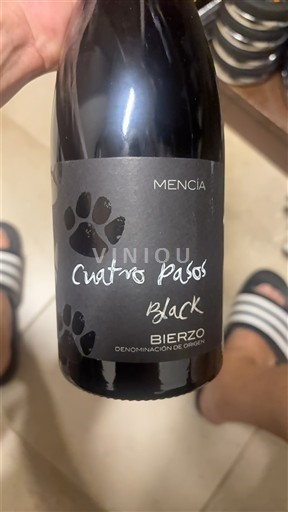 MENCÍA
VINIOU
Cuatro Pasos
Black
BIERZO
DENOMINACIÓN DE ORIGEN